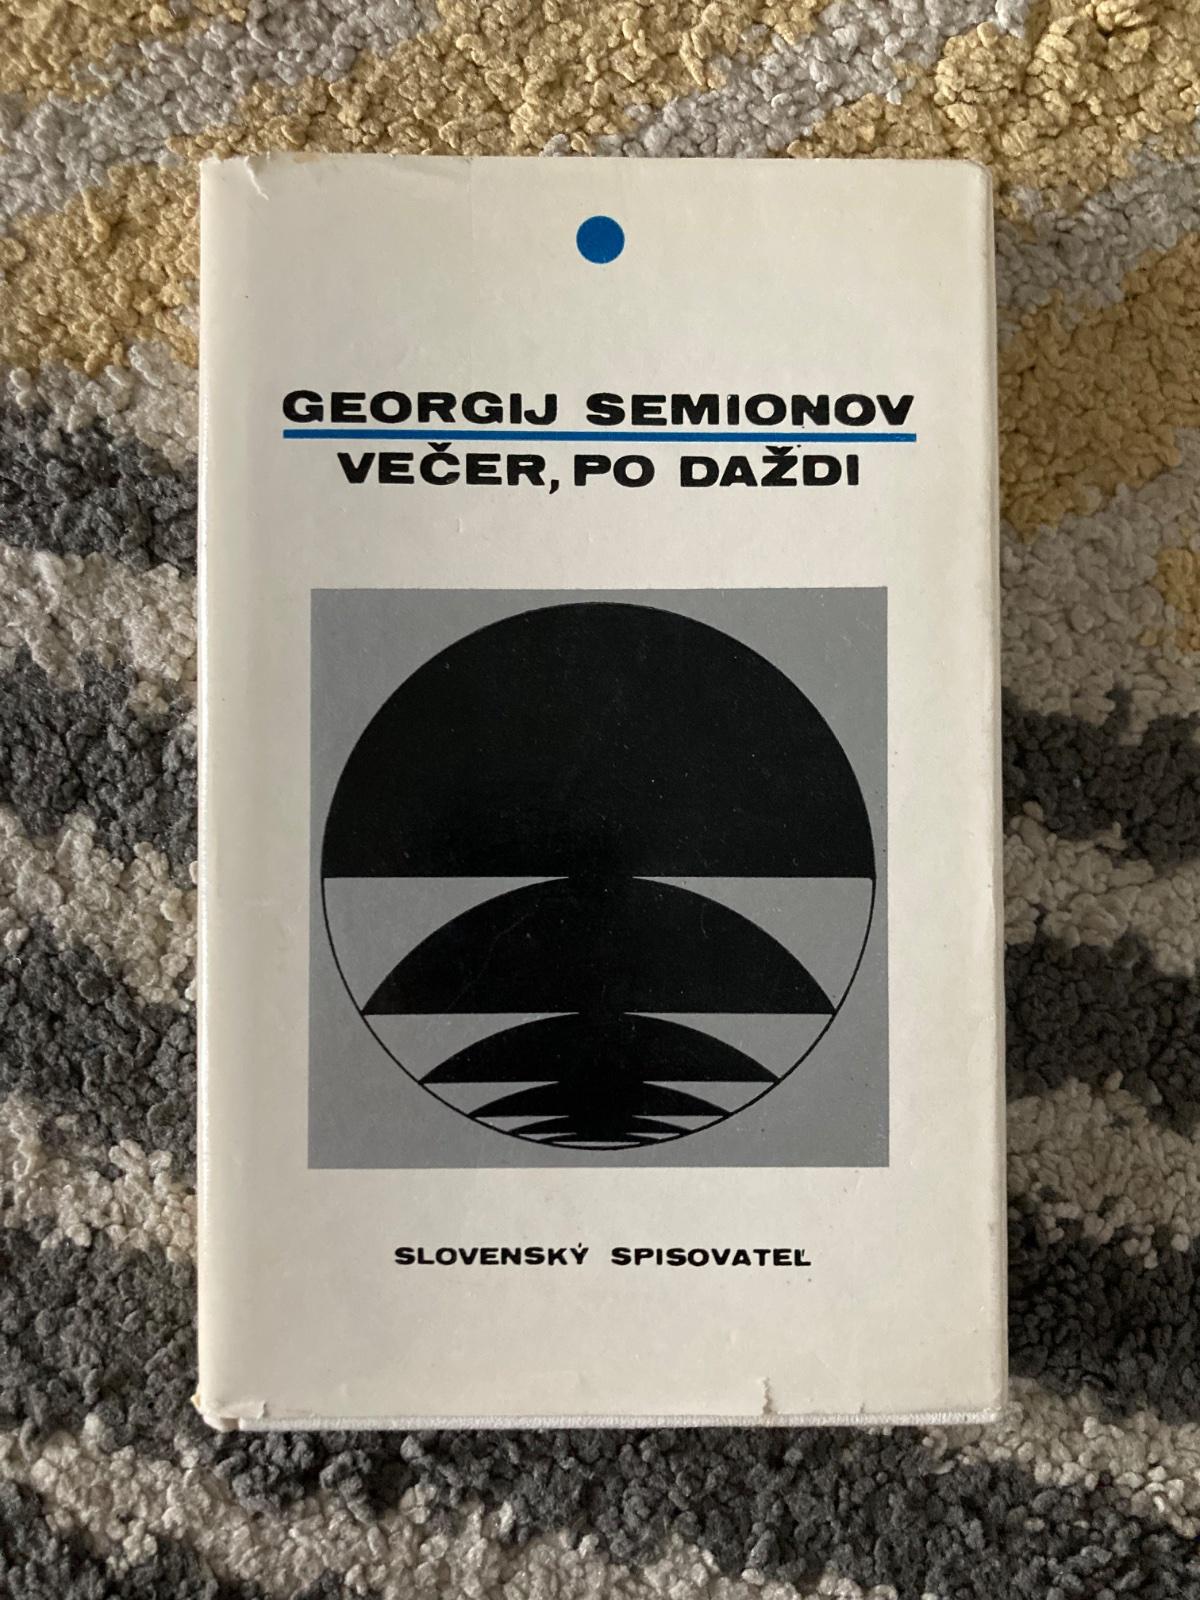 GEORGIJ SEMIONOV
VEČER, PO DAŽDI
SLOVENSKÝ SPISOVATEĽ